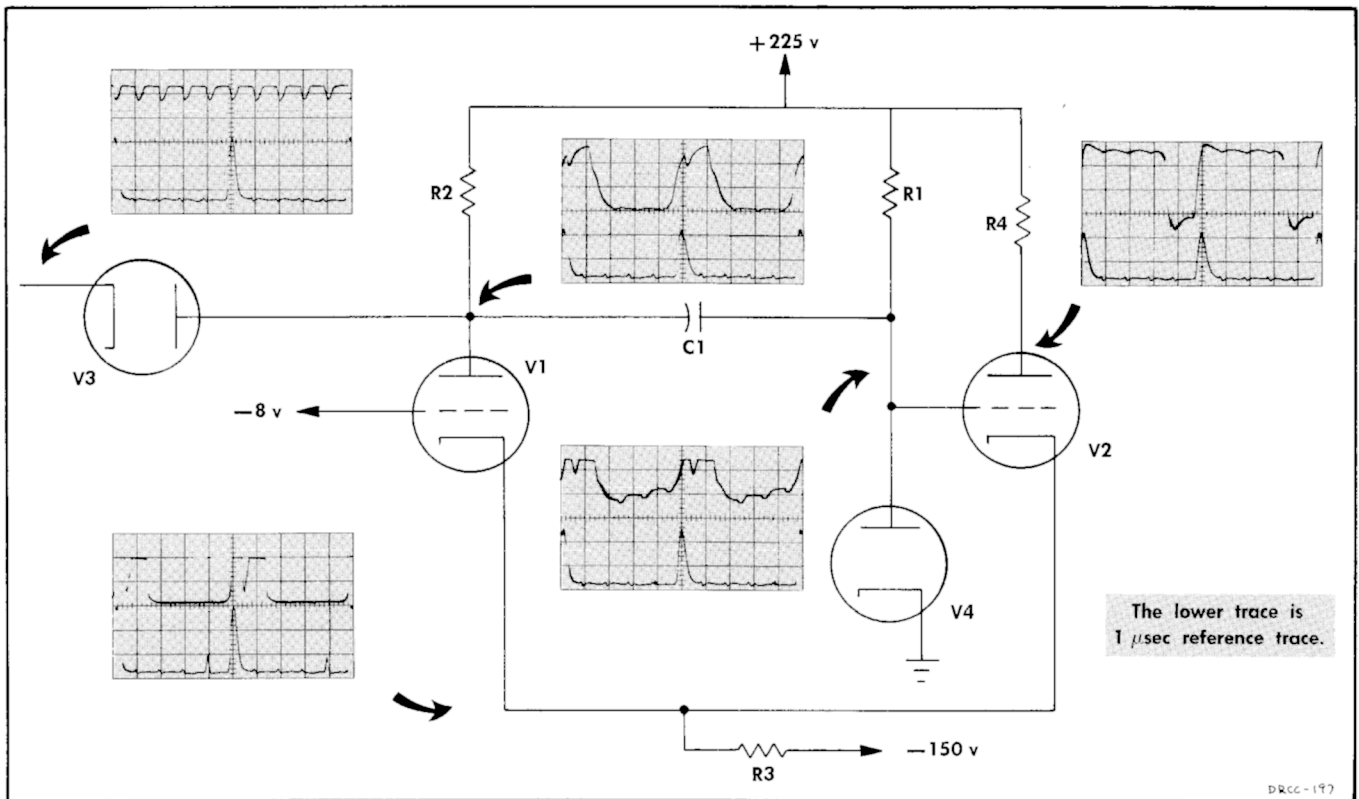 +225 v
R2
R1
R4
C1
V3
V1
−8 v
V2
V4
The lower trace is
1 μsec reference trace.
−150 v
R3
DRCC-197